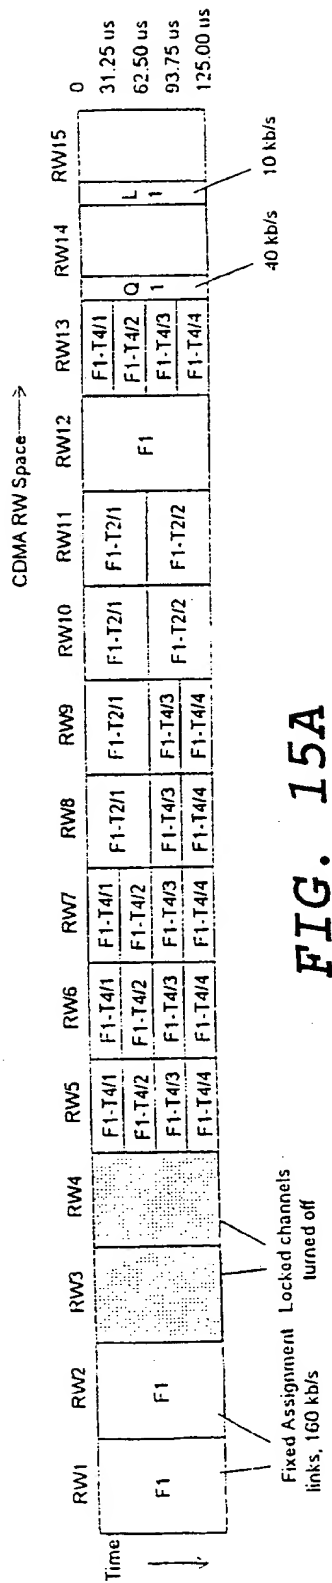 CDMA RW Space
RW1 RW2 RW3 RW4 RW5 RW6 RW7 RW8 RW9 RW10 RW11 RW12 RW13 RW14 RW15
Time
0
31.25 us
62.50 us
93.75 us
125.00 us
F1
F1
F1-T4/1
F1-T4/2
F1-T4/3
F1-T4/4
F1-T4/1
F1-T4/2
F1-T4/3
F1-T4/4
F1-T4/1
F1-T4/2
F1-T4/3
F1-T4/4
F1-T2/1
F1-T4/3
F1-T4/4
F1-T2/1
F1-T4/3
F1-T4/4
F1-T2/1
F1-T2/2
F1-T2/1
F1-T2/2
F1
F1-T4/1
F1-T4/2
F1-T4/3
F1-T4/4
Q
1
L
1
Fixed Assignment
links, 160 kb/s
Locked channels
turned off
40 kb/s
10 kb/s
FIG. 15A